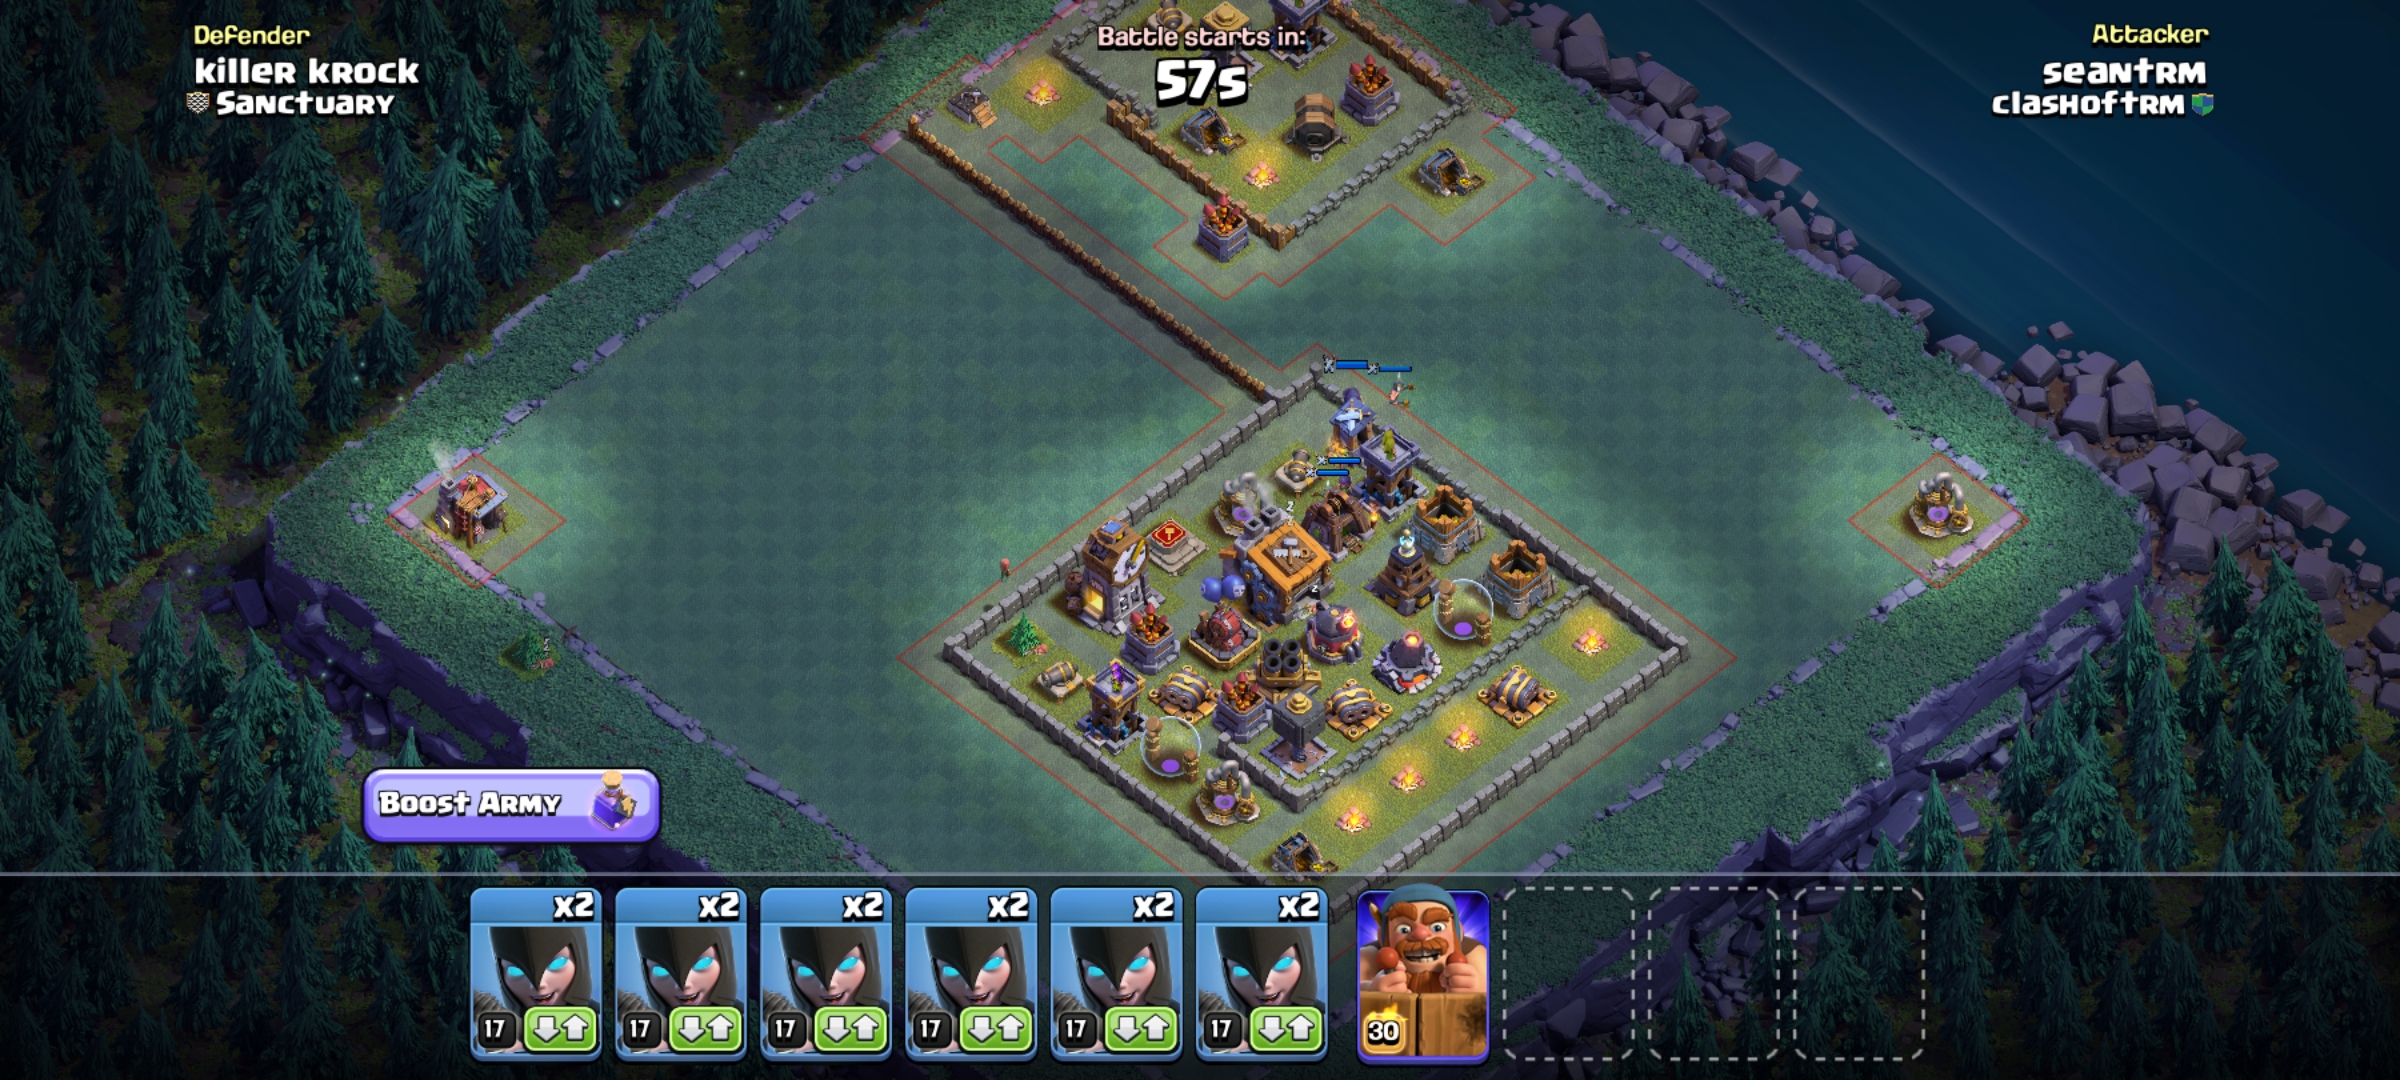 Defender
killer krock
Sanctuary
Battle starts in:
57s
Attacker
seantrm
clashoftrm
Boost Army
x2
x2
x2
x2
x2
x2
17
17
17
17
17
17
30